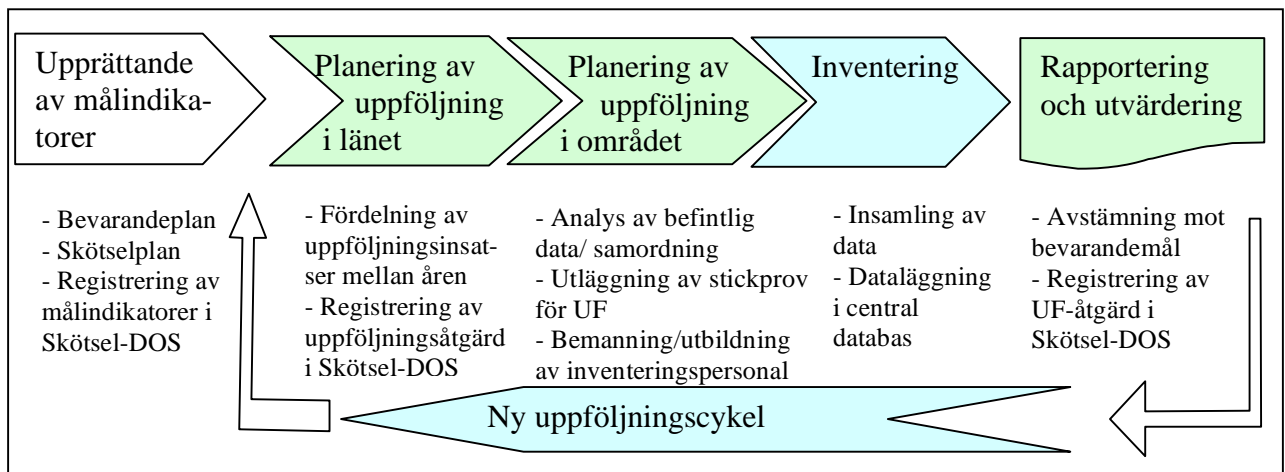 Upprättande
av målindika-
torer
Planering av
uppföljning
i länet
Planering av
uppföljning
i området
Inventering
Rapportering
och utvärdering
- Bevarandeplan
- Skötselplan
- Registrering av
målindikatorer i
Skötsel-DOS
- Fördelning av
uppföljningsinsat-
ser mellan åren
- Registrering av
uppföljningsåtgärd
i Skötsel-DOS
- Analys av befintlig
data/ samordning
- Utläggning av stickprov
för UF
- Bemanning/utbildning
av inventeringspersonal
- Insamling av
data
- Dataläggning
i central
databas
- Avstämning mot
bevarandemål
- Registrering av
UF-åtgärd i
Skötsel-DOS
Ny uppföljningscykel